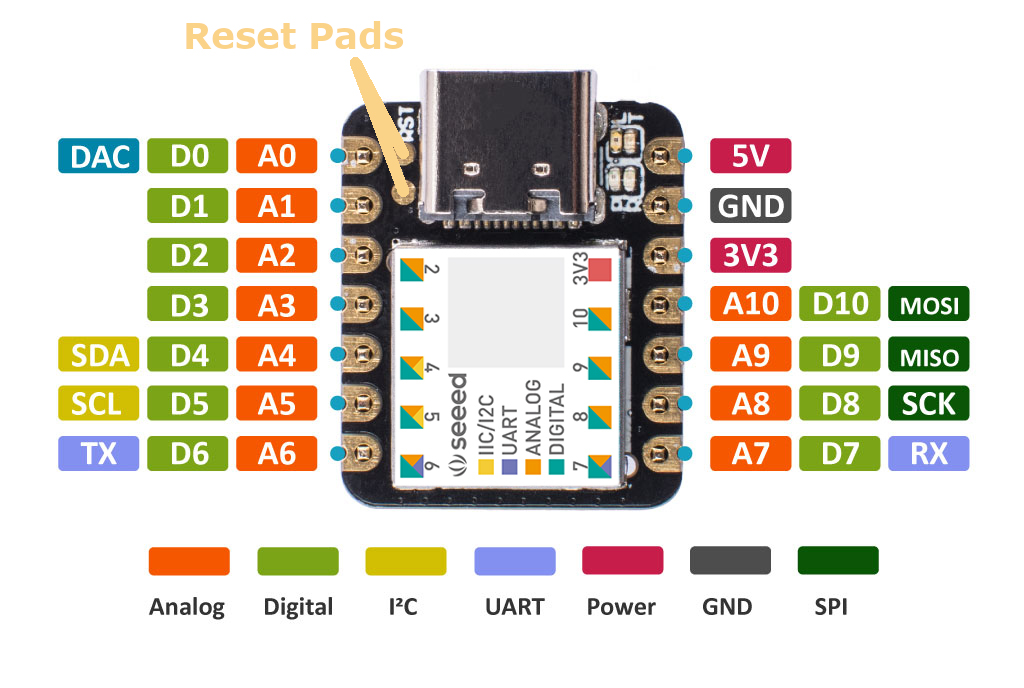 Reset Pads
RST
DAC D0 A0
5V
D1 A1
GND
D2 A2
3V3
D3 A3
A10 D10 MOSI
SDA D4 A4
A9 D9 MISO
SCL D5 A5
A8 D8 SCK
TX D6 A6
A7 D7 RX
2
3
4
5
6
3V3
10
9
8
7
seeed
IIC/I2C
UART
ANALOG
DIGITAL
Analog Digital I²C UART Power GND SPI